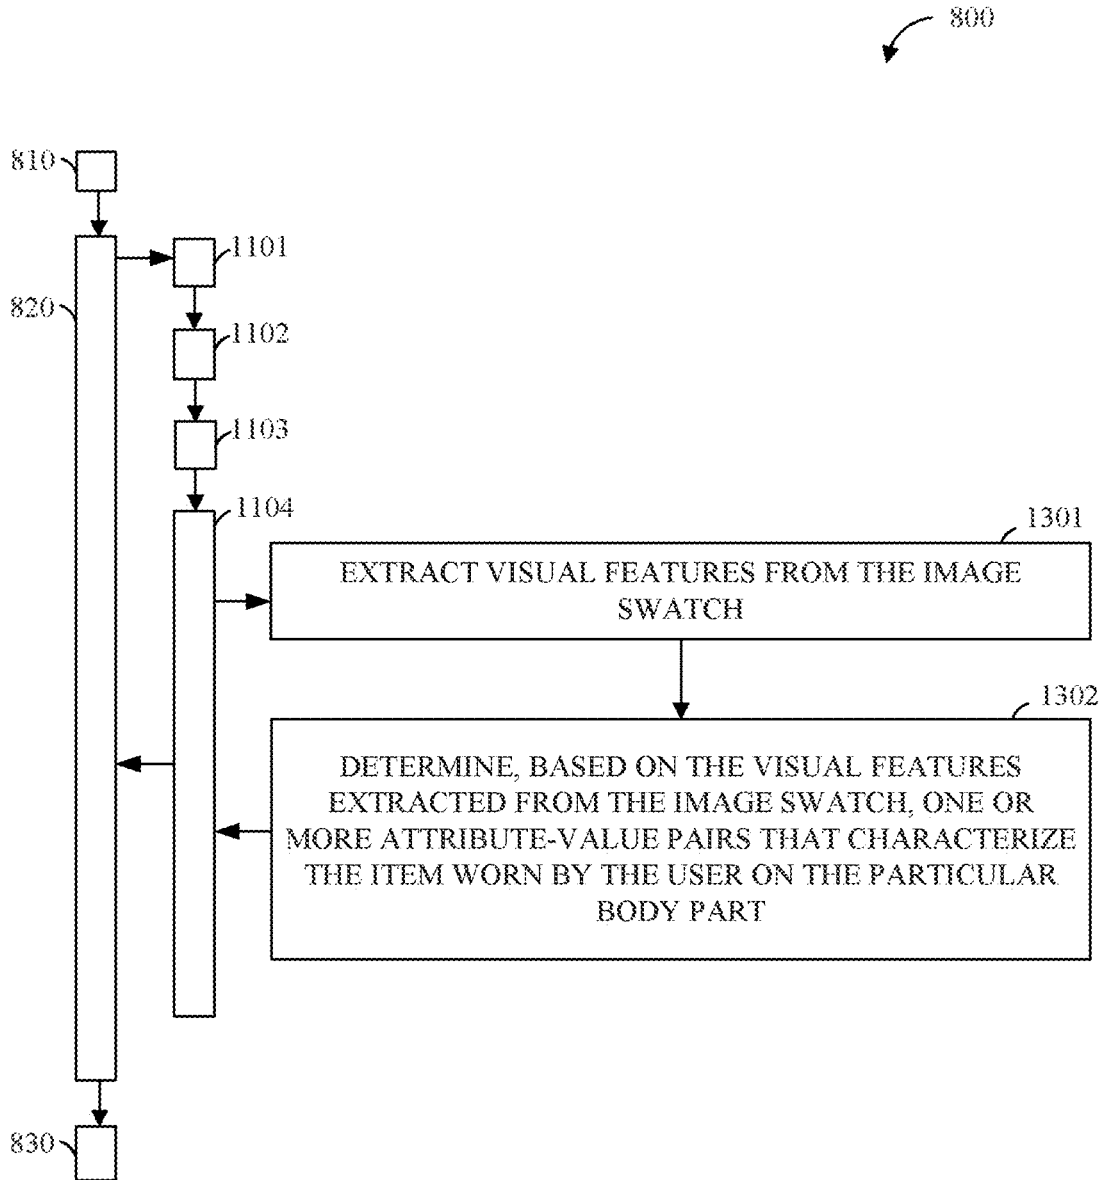 800
810
1101
820
1102
1103
1104
1301
EXTRACT VISUAL FEATURES FROM THE IMAGE
SWATCH
1302
DETERMINE, BASED ON THE VISUAL FEATURES
EXTRACTED FROM THE IMAGE SWATCH, ONE OR
MORE ATTRIBUTE-VALUE PAIRS THAT CHARACTERIZE
THE ITEM WORN BY THE USER ON THE PARTICULAR
BODY PART
830